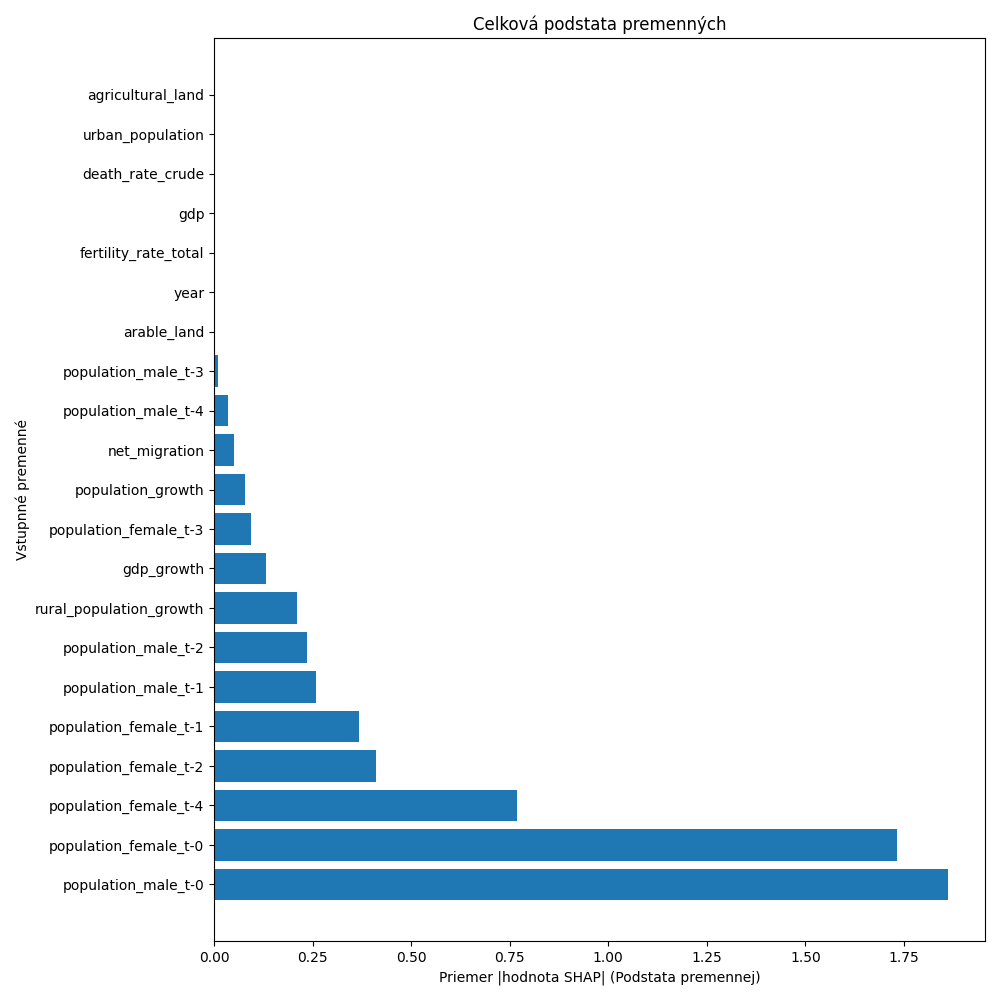 Celková podstata premenných
agricultural_land
urban_population
death_rate_crude
gdp
fertility_rate_total
year
arable_land
population_male_t-3
population_male_t-4
net_migration
population_growth
population_female_t-3
gdp_growth
rural_population_growth
population_male_t-2
population_male_t-1
population_female_t-1
population_female_t-2
population_female_t-4
population_female_t-0
population_male_t-0
Vstupnné premenné
0.00 0.25 0.50 0.75 1.00 1.25 1.50 1.75
Priemer |hodnota SHAP| (Podstata premennej)